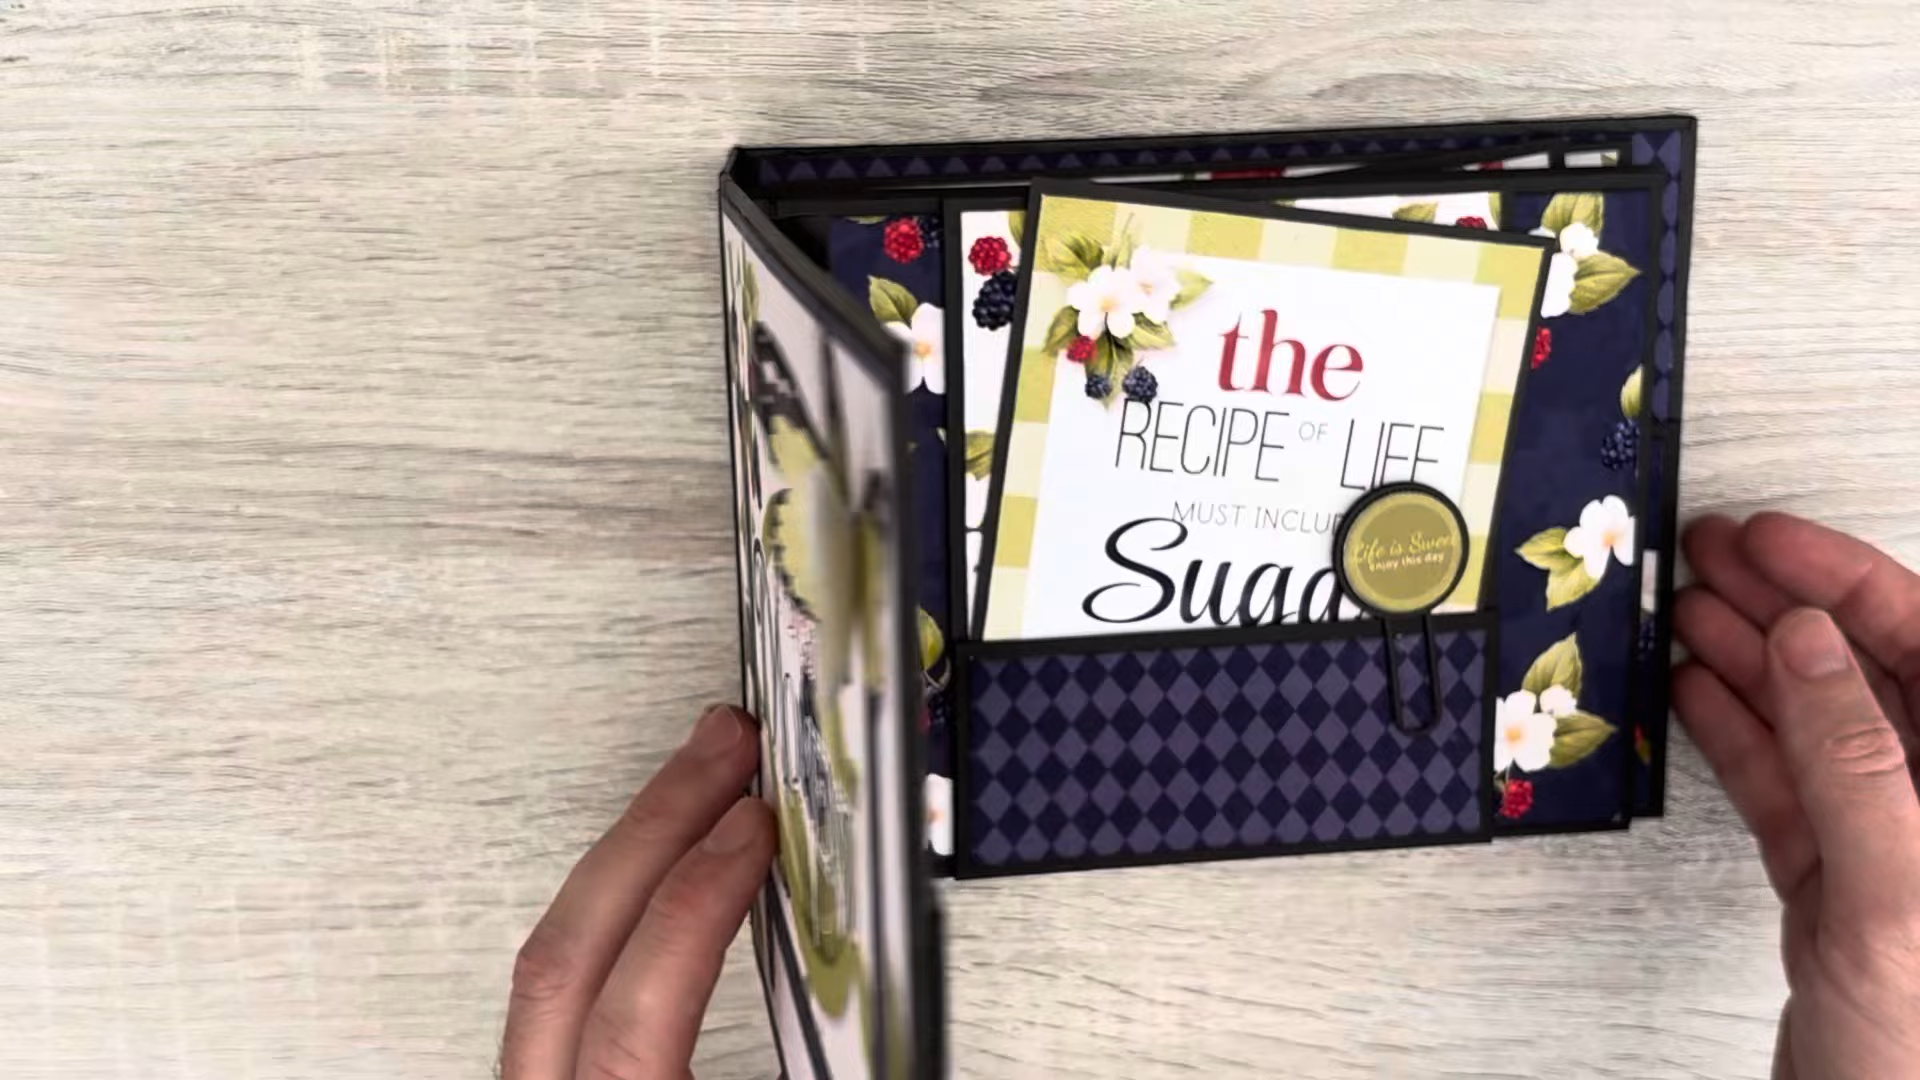 the
RECIPE OF LIFE
MUST INCLU
Suga
Life is Sweet
enjoy this day